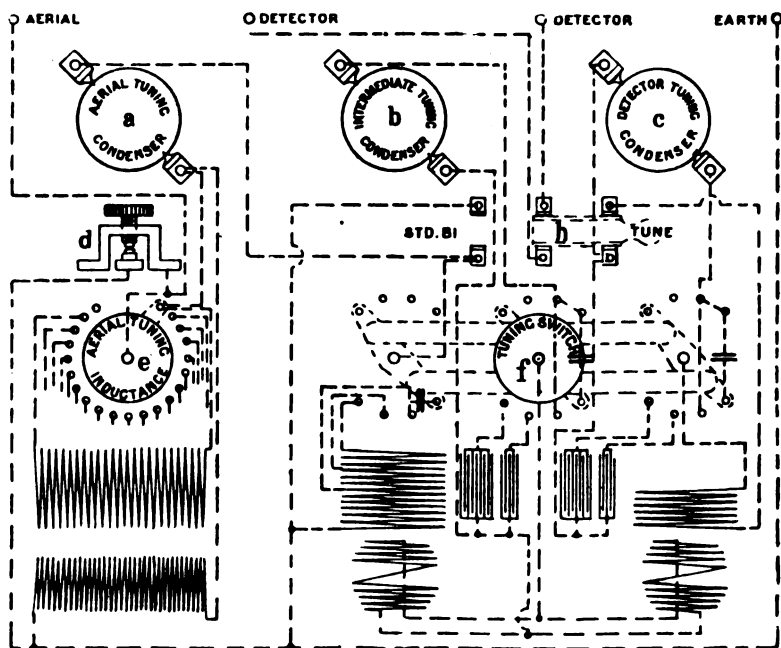 AERIAL
DETECTOR
DETECTOR
EARTH
AERIAL TUNING
a
CONDENSER
INTERMEDIATE TUNING
b
CONDENSER
DETECTOR TUNING
c
CONDENSER
d
STD. BI
h
TUNE
AERIAL TUNING
e
INDUCTANCE
TUNING SWITCH
f